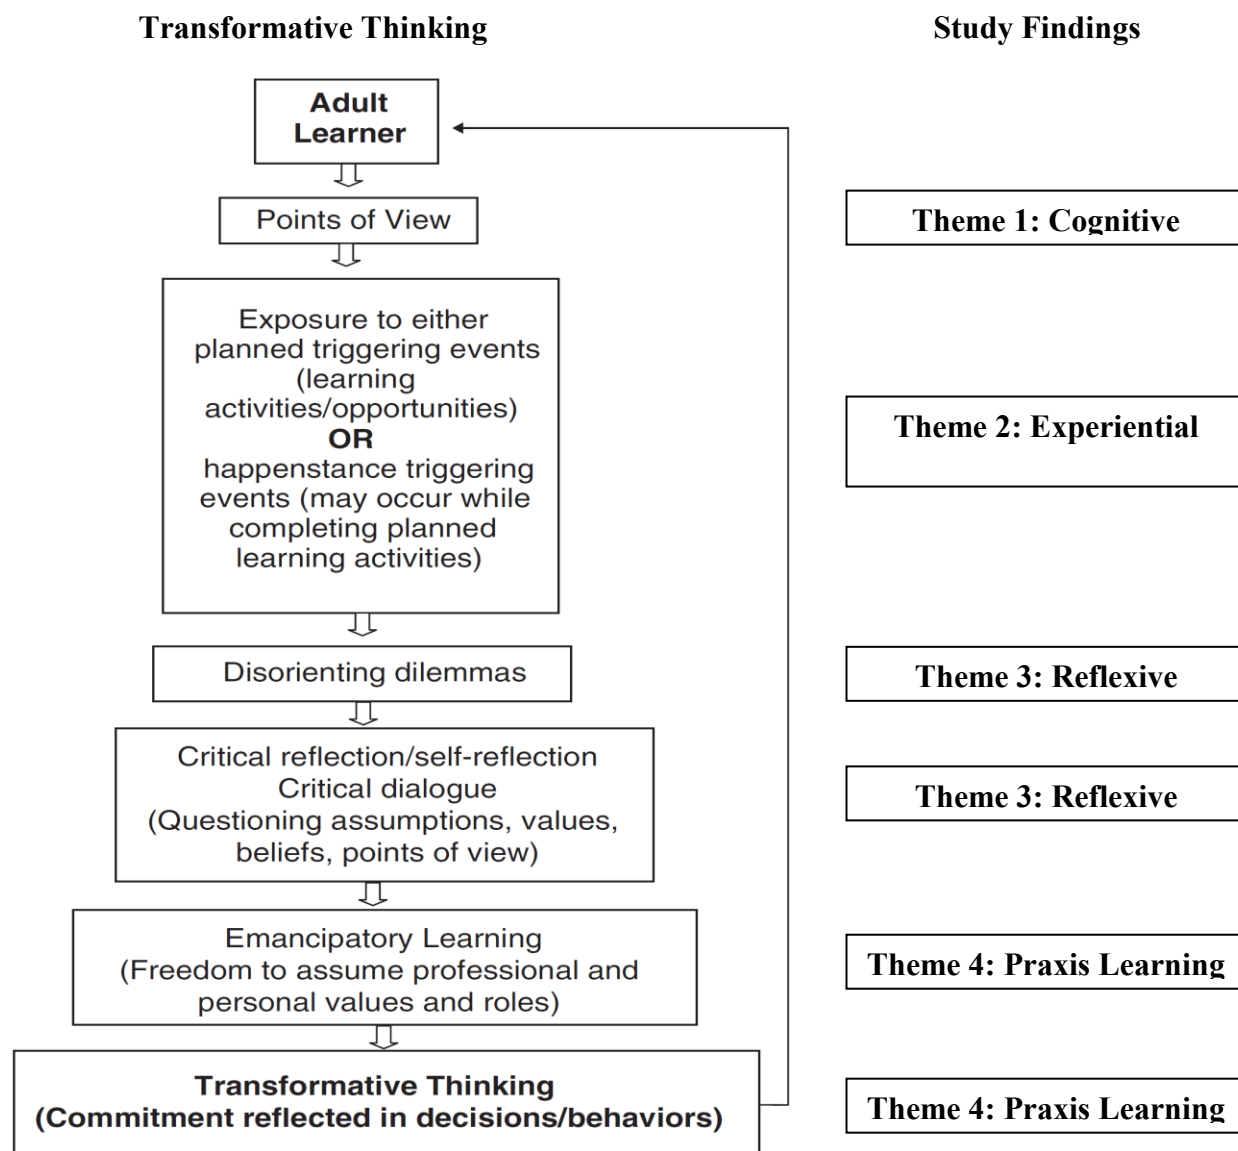 Transformative Thinking
Study Findings
Adult
Learner
Points of View
Theme 1: Cognitive
Exposure to either
planned triggering events
(learning
activities/opportunities)
OR
happenstance triggering
events (may occur while
completing planned
learning activities)
Theme 2: Experiential
Disorienting dilemmas
Theme 3: Reflexive
Critical reflection/self-reflection
Critical dialogue
(Questioning assumptions, values,
beliefs, points of view)
Theme 3: Reflexive
Emancipatory Learning
(Freedom to assume professional and
personal values and roles)
Theme 4: Praxis Learning
Transformative Thinking
(Commitment reflected in decisions/behaviors)
Theme 4: Praxis Learning